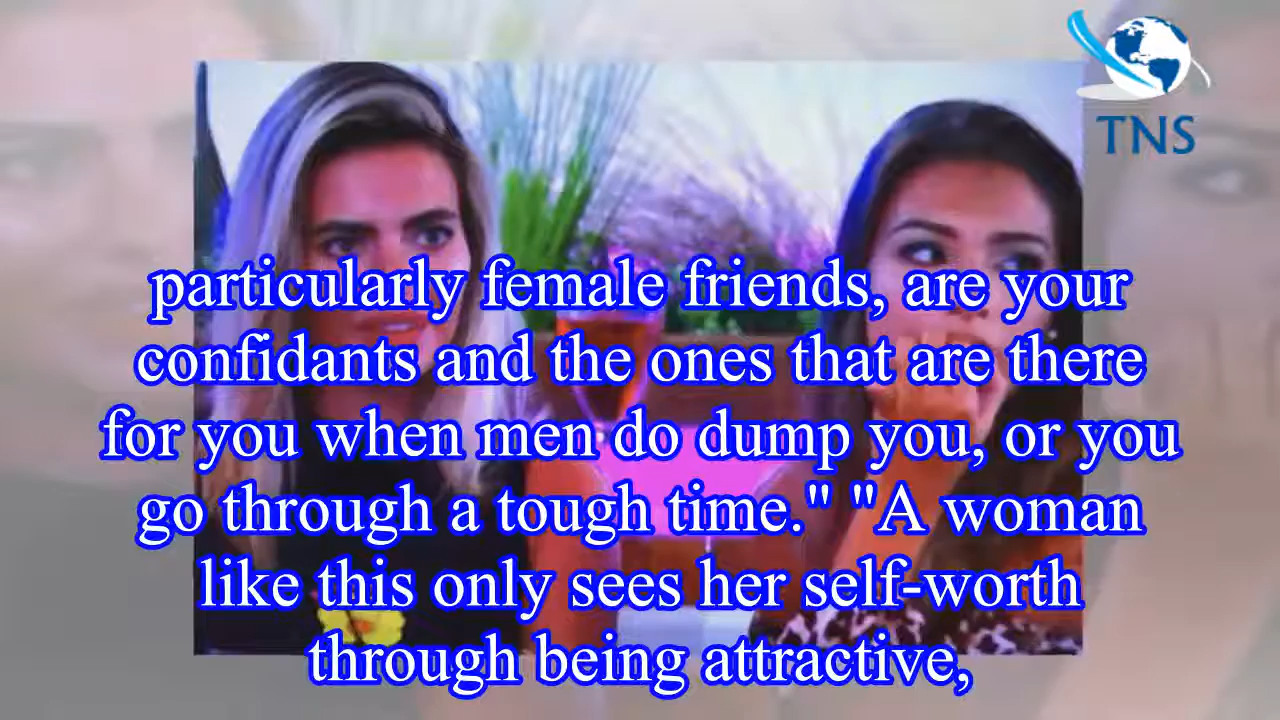 TNS
particularly female friends, are your
confidants and the ones that are there
for you when men do dump you, or you
go through a tough time." "A woman
like this only sees her self-worth
through being attractive,